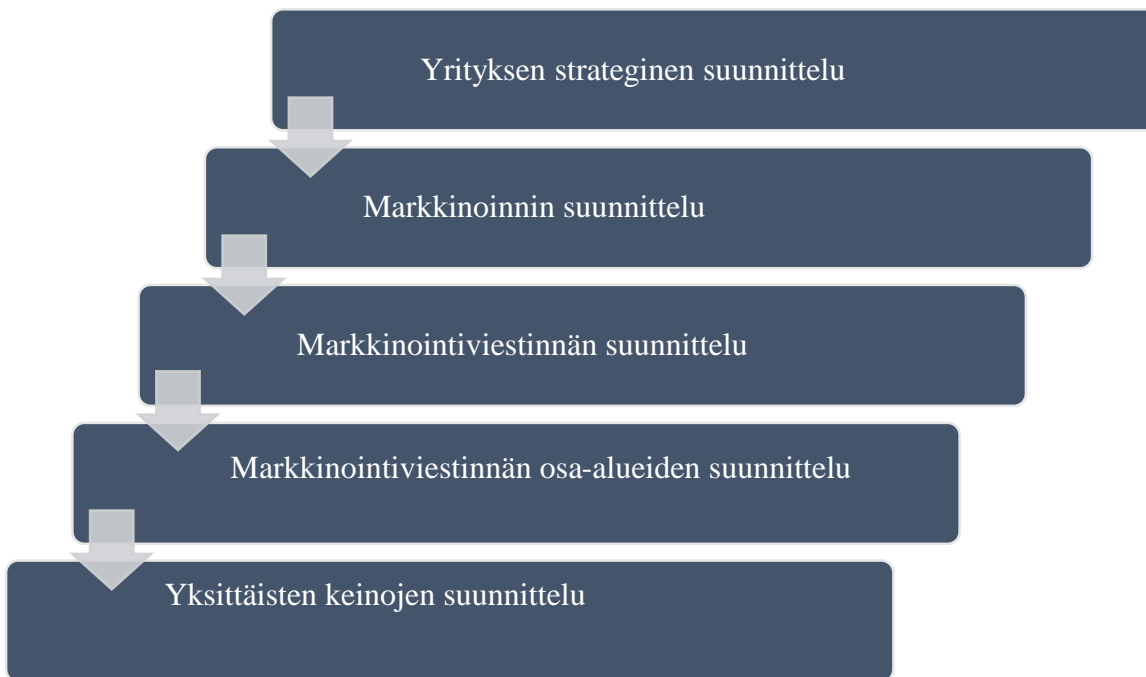 Yrityksen strateginen suunnittelu
Markkinoinnin suunnittelu
Markkinointiviestinnän suunnittelu
Markkinointiviestinnän osa-alueiden suunnittelu
Yksittäisten keinojen suunnittelu